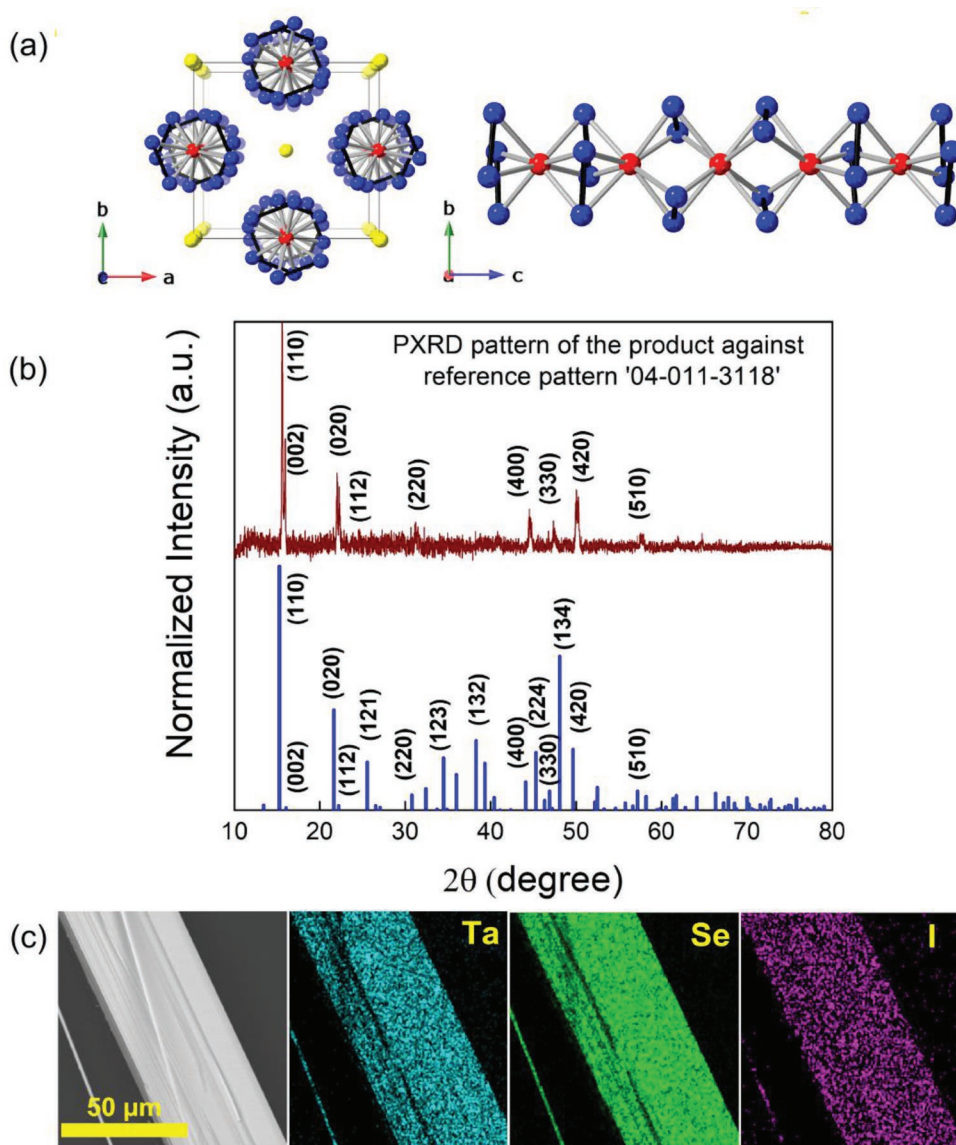 (a)
b
c
a
b
a
c
(b)
PXRD pattern of the product against
reference pattern '04-011-3118'
Normalized Intensity (a.u.)
(110)
(002)
(020)
(112)
(220)
(400)
(330)
(420)
(510)
(110)
(002)
(020)
(112)
(121)
(220)
(123)
(132)
(400)
(224)
(330)
(134)
(420)
(510)
10 20 30 40 50 60 70 80
2θ (degree)
(c)
Ta
Se
I
50 µm